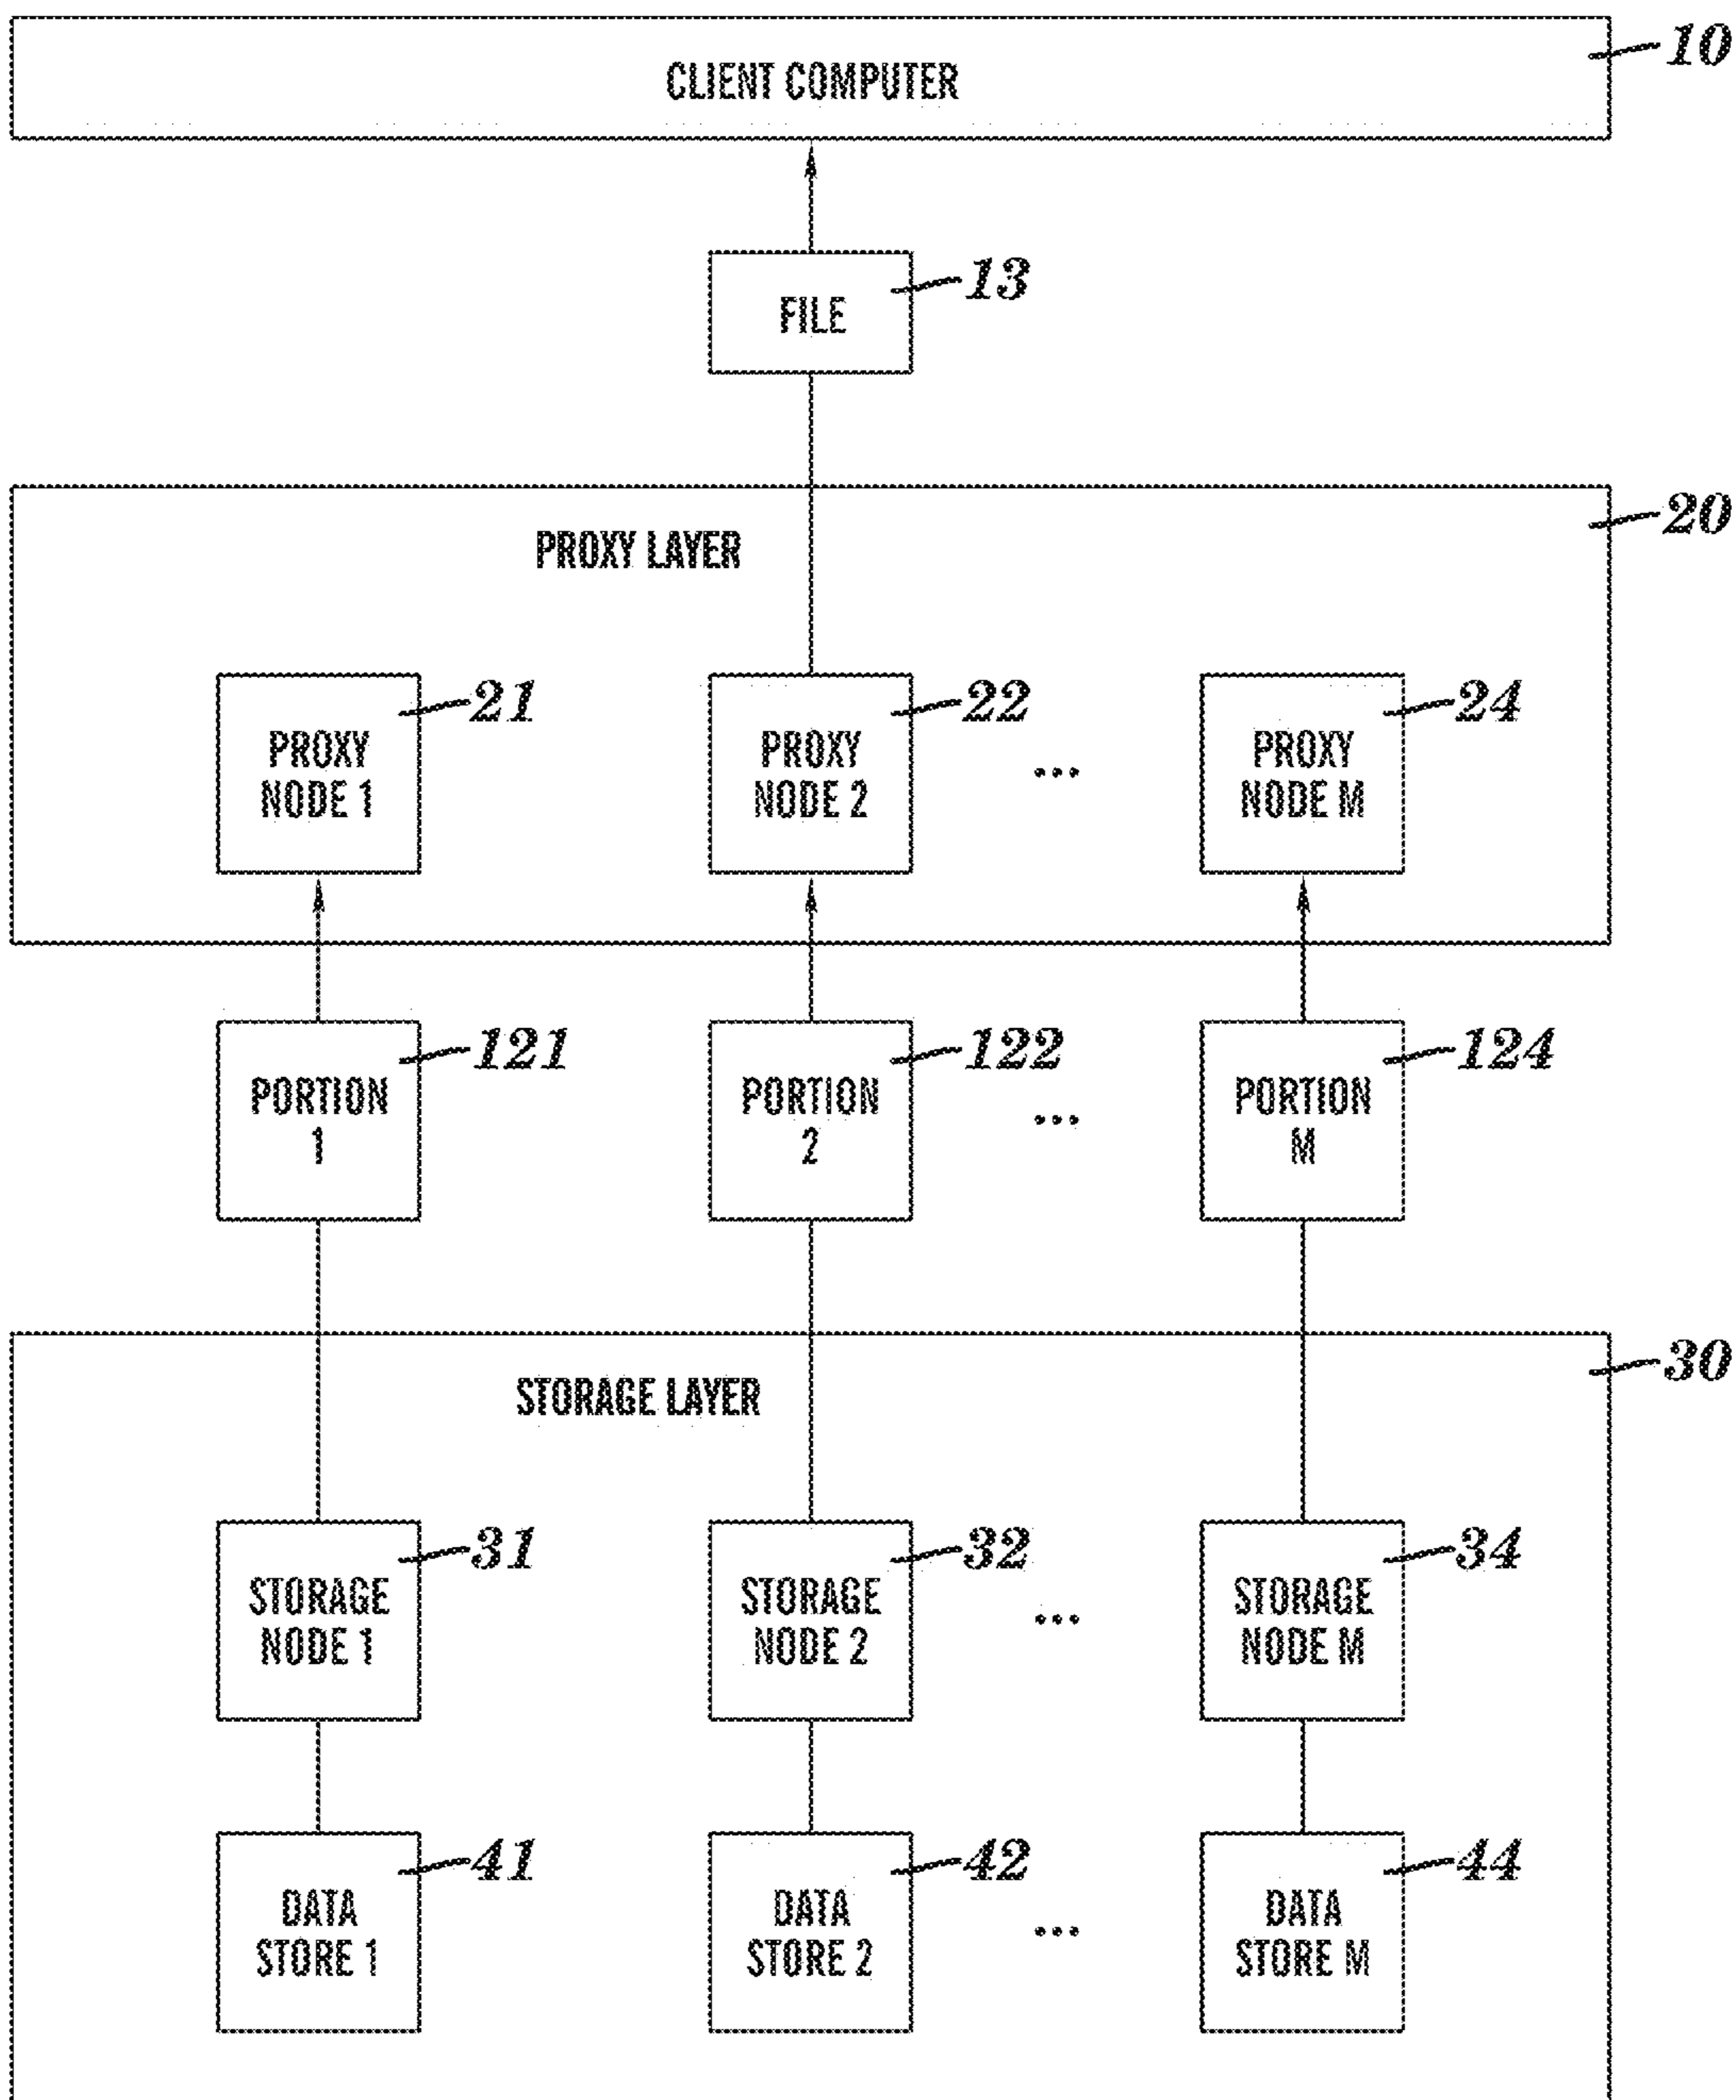 CLIENT COMPUTER
10
FILE
13
PROXY LAYER
20
21
22
24
PROXY
NODE 1
PROXY
NODE 2
...
PROXY
NODE M
121
122
124
PORTION
1
PORTION
2
...
PORTION
M
STORAGE LAYER
30
31
32
34
STORAGE
NODE 1
STORAGE
NODE 2
...
STORAGE
NODE M
41
42
44
DATA
STORE 1
DATA
STORE 2
...
DATA
STORE M